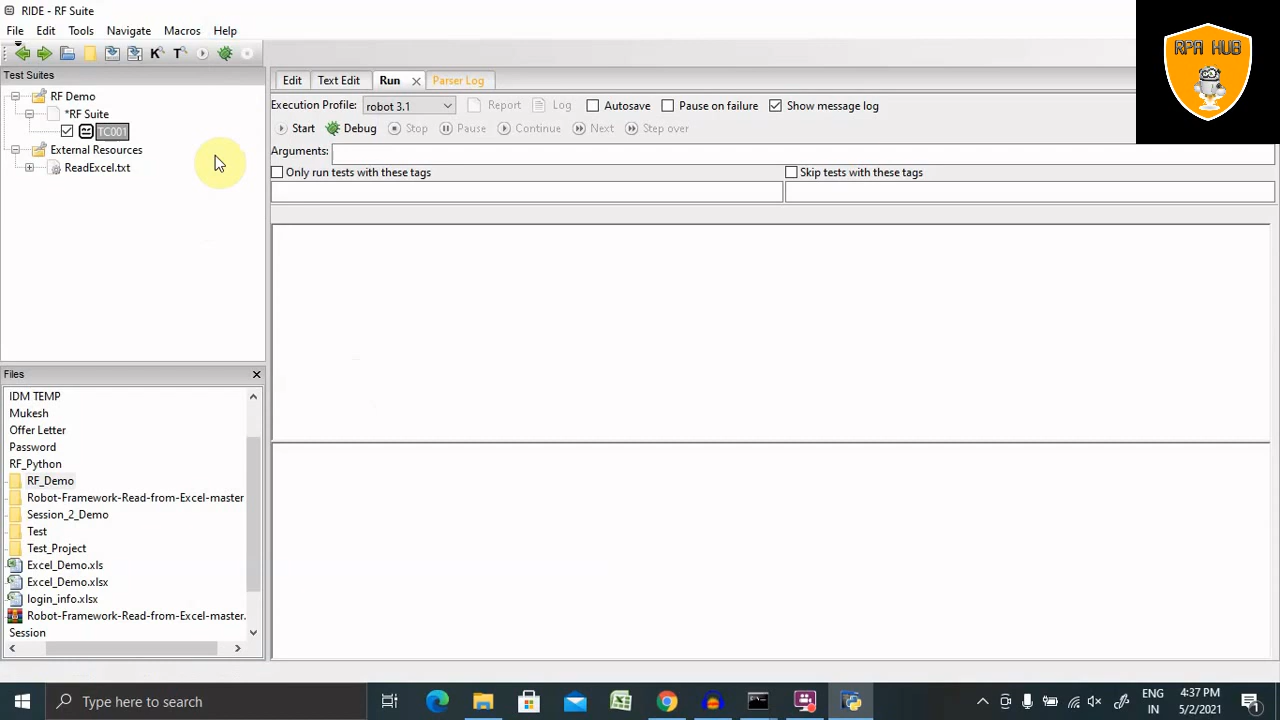 RIDE - RF Suite
File Edit Tools Navigate Macros Help
K T
RPA HUB
Test Suites
RF Demo
*RF Suite
TC001
External Resources
ReadExcel.txt
Edit Text Edit Run Parser Log
Execution Profile: robot 3.1 Report Log Autosave Pause on failure Show message log
Start Debug Stop Pause Continue Next Step over
Arguments:
Only run tests with these tags Skip tests with these tags
Files
IDM TEMP
Mukesh
Offer Letter
Password
RF_Python
RF_Demo
Robot-Framework-Read-from-Excel-master
Session_2_Demo
Test
Test_Project
Excel_Demo.xls
Excel_Demo.xlsx
login_info.xlsx
Robot-Framework-Read-from-Excel-master.
Session
Type here to search
ENG
IN
4:37 PM
5/2/2021
1